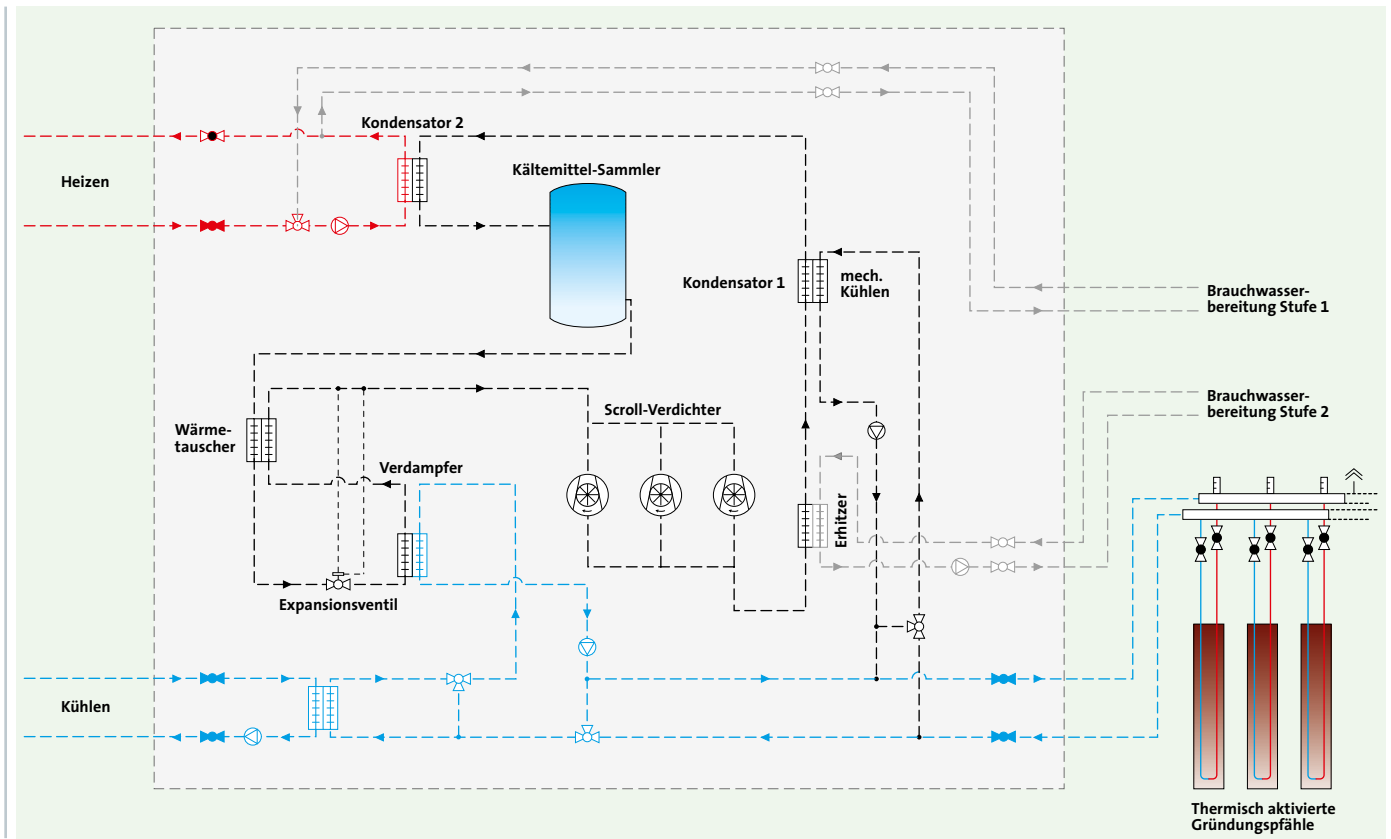 Kondensator 2
Kältemittel-Sammler
Heizen
Kondensator 1
mech.
Kühlen
Brauchwasser-
bereitung Stufe 1
Brauchwasser-
bereitung Stufe 2
Scroll-Verdichter
Wärme-
tauscher
Verdampfer
Erhitzer
Expansionsventil
Kühlen
Thermisch aktivierte
Gründungspfähle